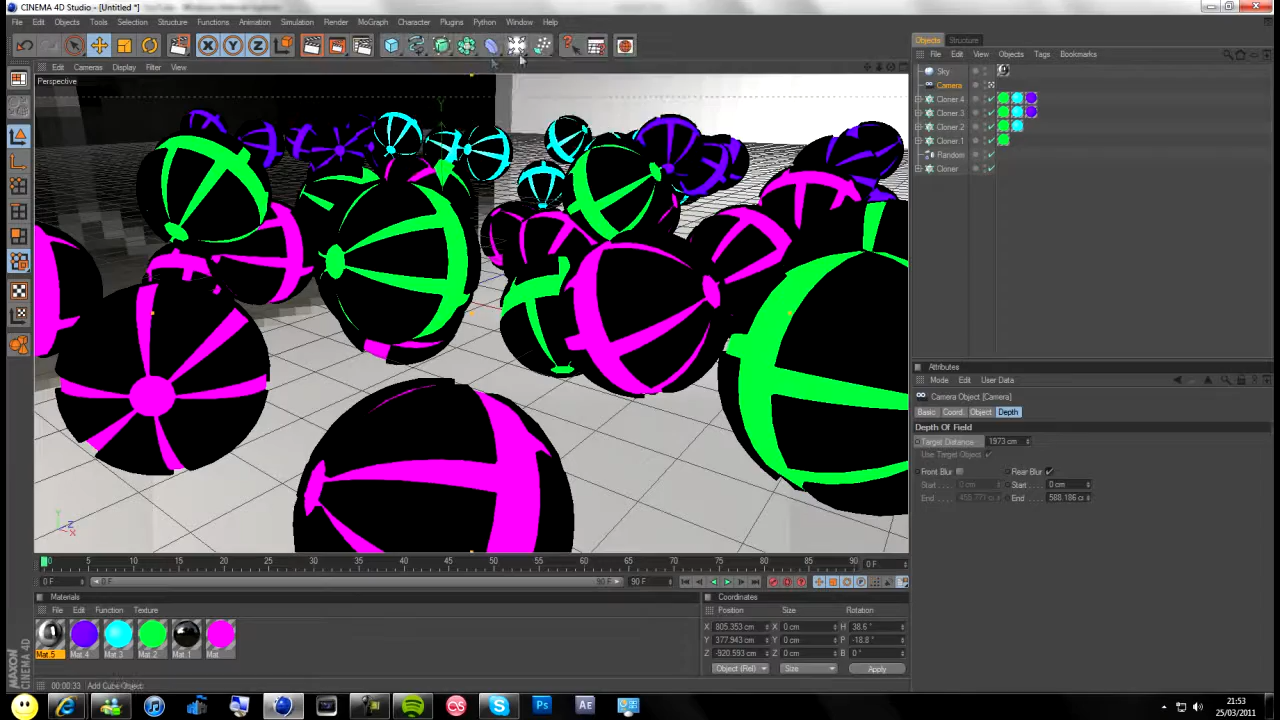 CINEMA 4D Studio - [Untitled *]
File Edit Objects Tools Selection Structure Functions Animation Simulation Render MoGraph Character Plugins Python Window Help
Edit Cameras Display Filter View
Perspective
Objects Structure
File Edit View Objects Tags Bookmarks
Sky
Camera
Cloner.4
Cloner.3
Cloner.2
Cloner.1
Random
Cloner
Attributes
Mode Edit User Data
Camera Object [Camera]
Basic Coord. Object Depth
Depth Of Field
Target Distance 1973 cm
Use Target Object
Front Blur Rear Blur
Start . . . . 0 cm Start . . . . 0 cm
End . . . . 455.771 c End . . . . 588.186 c
0 5 10 15 20 25 30 35 40 45 50 55 60 65 70 75 80 85 90 0 F
0 F 0 F 90 F 90 F
Materials
File Edit Function Texture
Mat.5 Mat.4 Mat.3 Mat.2 Mat.1 Mat
Coordinates
Position Size Rotation
X 805.353 cm X 0 cm H 38.6 °
Y 377.943 cm Y 0 cm P -18.8 °
Z -920.593 cm Z 0 cm B 0 °
Object (Rel) Size Apply
MAXON CINEMA 4D
00:00:33 Add Cube Object
X Y Z
Ps Ae
21:53
25/03/2011